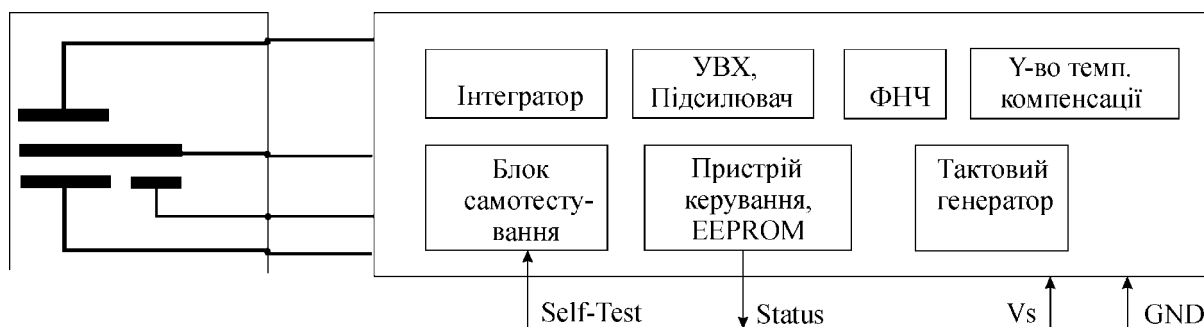 Інтегратор
УВХ,
Підсилювач
ФНЧ
Y-во темп.
компенсації
Блок
самотесту-
вання
Пристрій
керування,
EEPROM
Тактовий
генератор
Self-Test
Status
Vs
GND